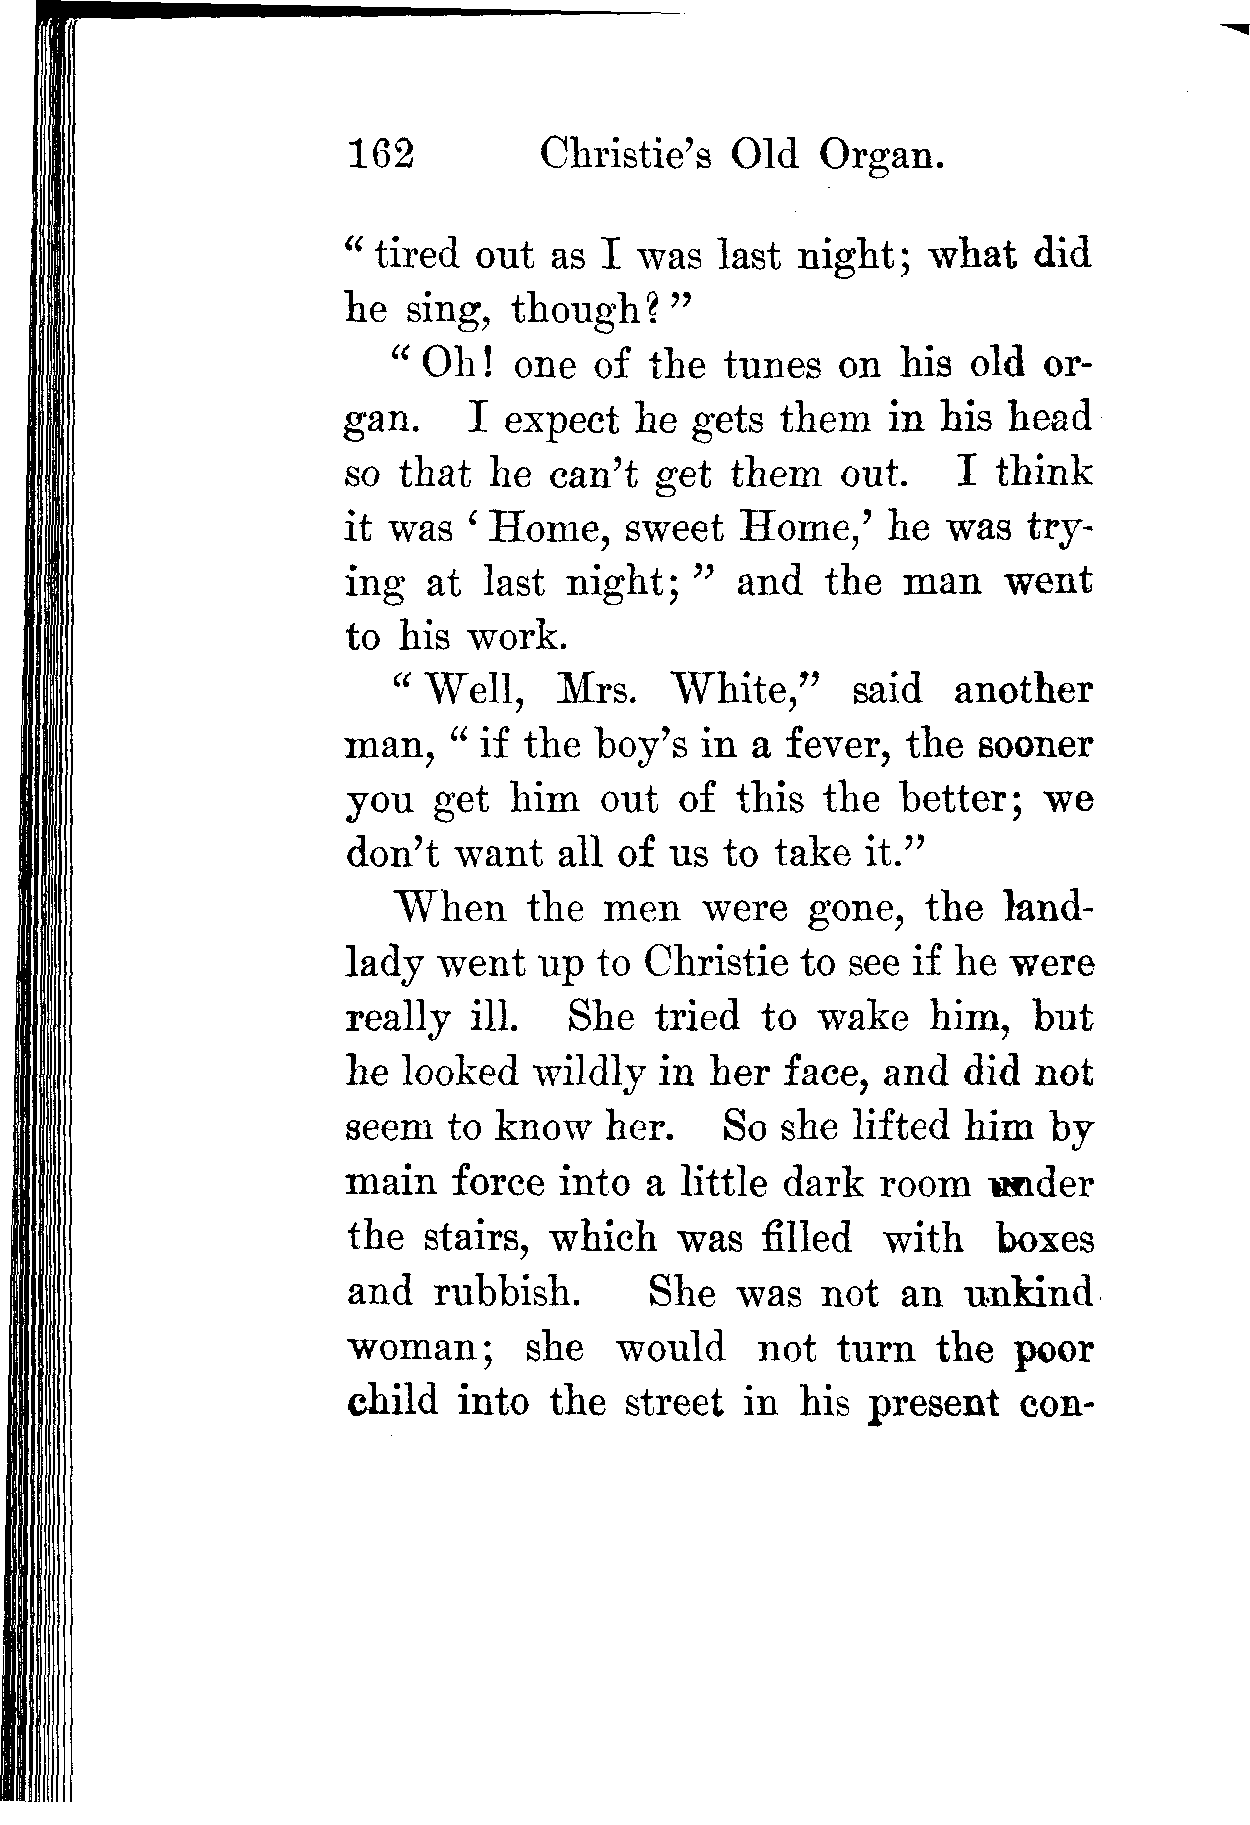 162 Christie's Old Organ.
“ tired out as I was last night; what did
he sing, though? ”
“ Oh! one of the tunes on his old or-
gan. I expect he gets them in his head
so that he can't get them out. I think
it was ‘ Home, sweet Home,’ he was try-
ing at last night; ” and the man went
to his work.
“ Well, Mrs. White,” said another
man, “ if the boy's in a fever, the sooner
you get him out of this the better; we
don't want all of us to take it.”
When the men were gone, the land-
lady went up to Christie to see if he were
really ill. She tried to wake him, but
he looked wildly in her face, and did not
seem to know her. So she lifted him by
main force into a little dark room under
the stairs, which was filled with boxes
and rubbish. She was not an unkind
woman; she would not turn the poor
child into the street in his present con-